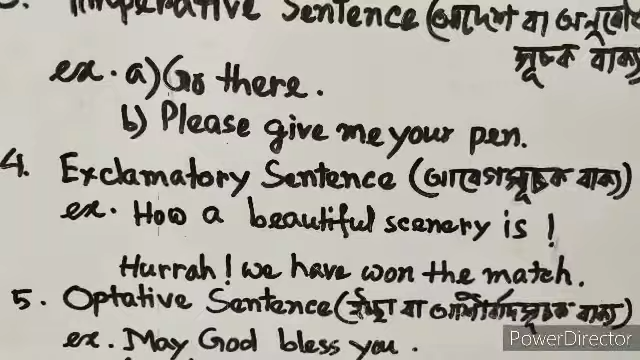 3. Imperative Sentence (আদেশ বা অনুরোধ
সূচক বাক্য
ex. a) Go there.
b) Please give me your pen.
4. Exclamatory Sentence (আবেগসূচক বাক্য)
ex. How a beautiful scenery is !
Hurrah! we have won the match.
5. Optative Sentence (ইচ্ছা বা আশীর্বাদসূচক বাক্য)
ex. May God bless you.
PowerDirector